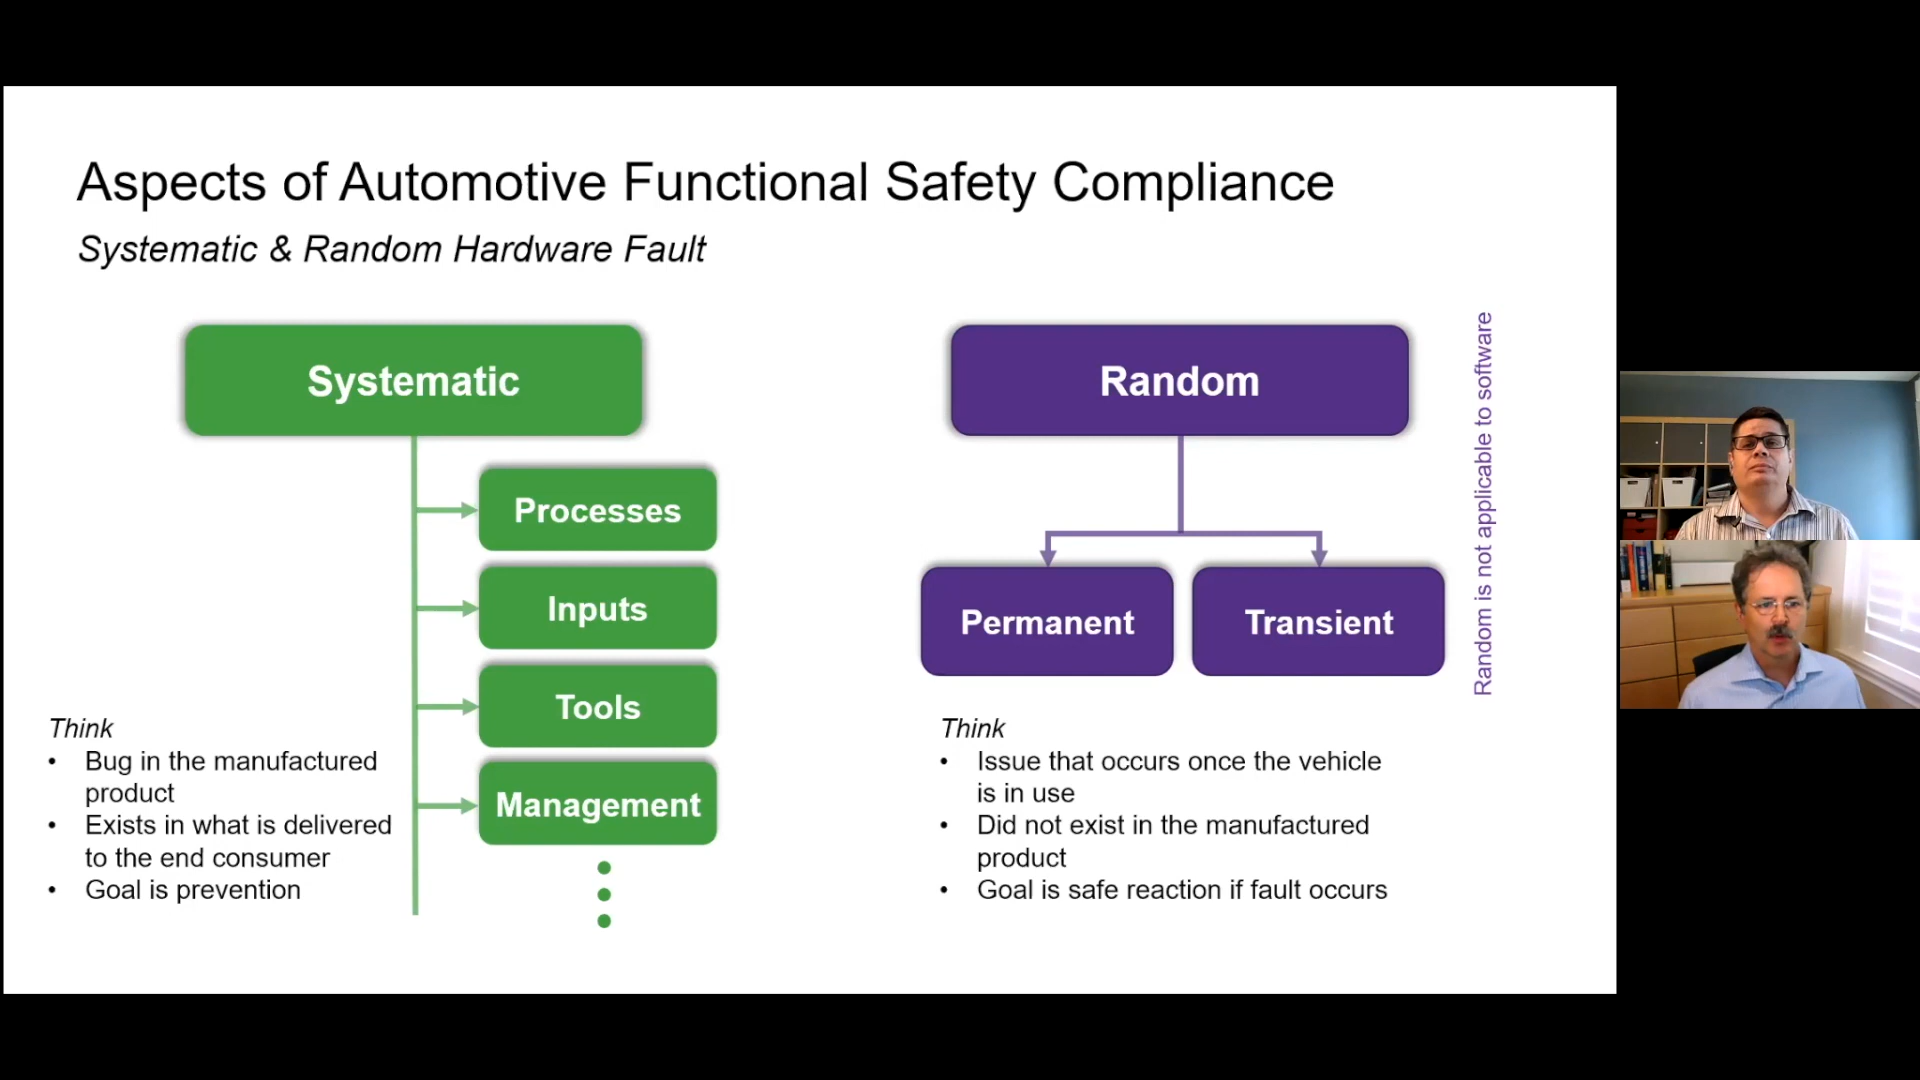 Aspects of Automotive Functional Safety Compliance
Systematic & Random Hardware Fault
Systematic
Processes
Inputs
Tools
Management
Think
• Bug in the manufactured
product
• Exists in what is delivered
to the end consumer
• Goal is prevention
Random
Permanent
Transient
Random is not applicable to software
Think
• Issue that occurs once the vehicle
is in use
• Did not exist in the manufactured
product
• Goal is safe reaction if fault occurs